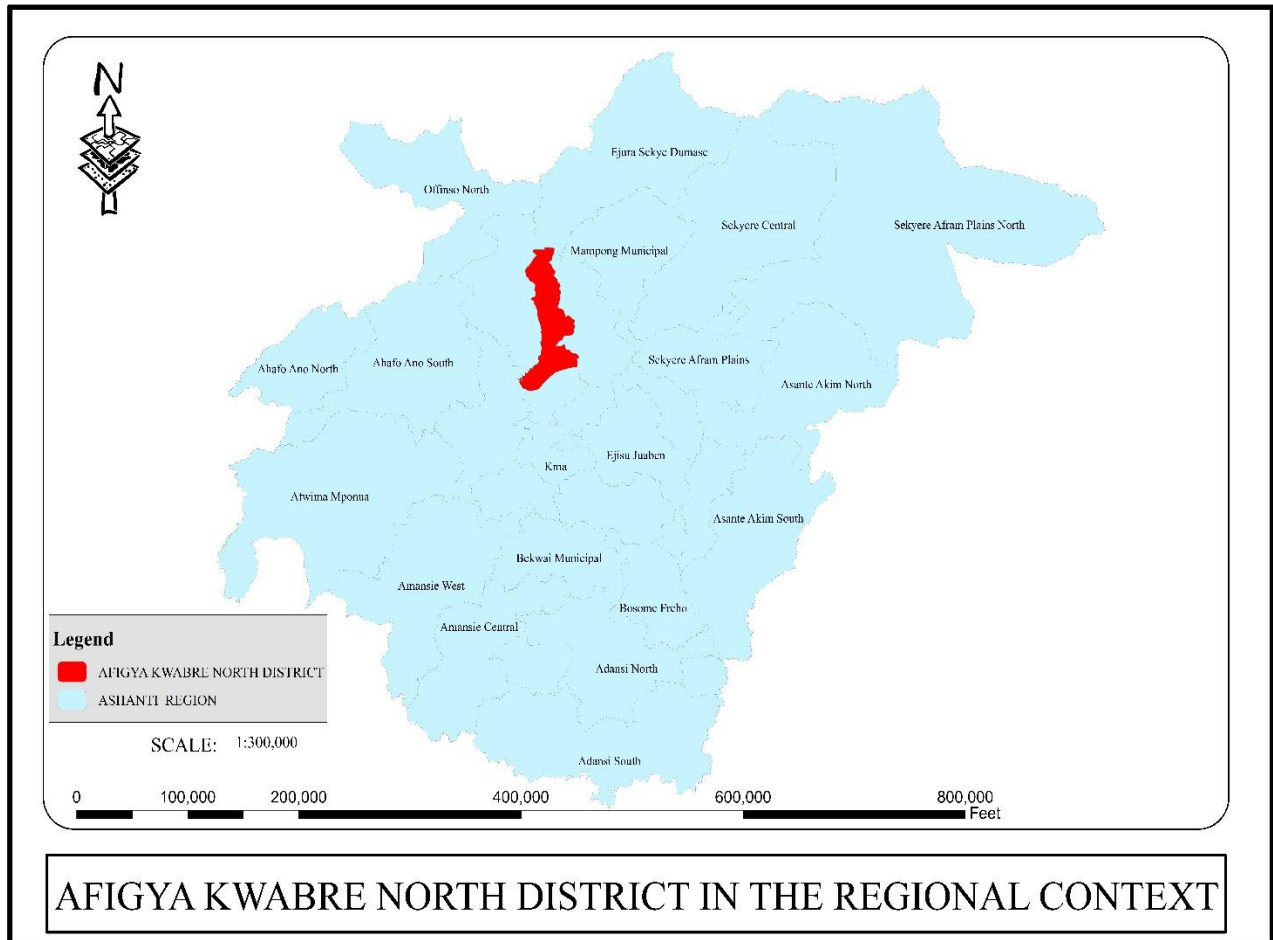 N
Ejura Sekye Dumase
Offinso North
Sekyere Central
Sekyere Afram Plains North
Mampong Municipal
Ahafo Ano North
Ahafo Ano South
Sekyere Afram Plains
Asante Akim North
Kma
Ejisu Juaben
Atwima Mponua
Asante Akim South
Bekwai Municipal
Amansie West
Bosome Freho
Amansie Central
Adansi North
Adansi South
Legend
AFIGYA KWABRE NORTH DISTRICT
ASHANTI REGION
SCALE: 1:300,000
0 100,000 200,000 400,000 600,000 800,000
Feet
AFIGYA KWABRE NORTH DISTRICT IN THE REGIONAL CONTEXT